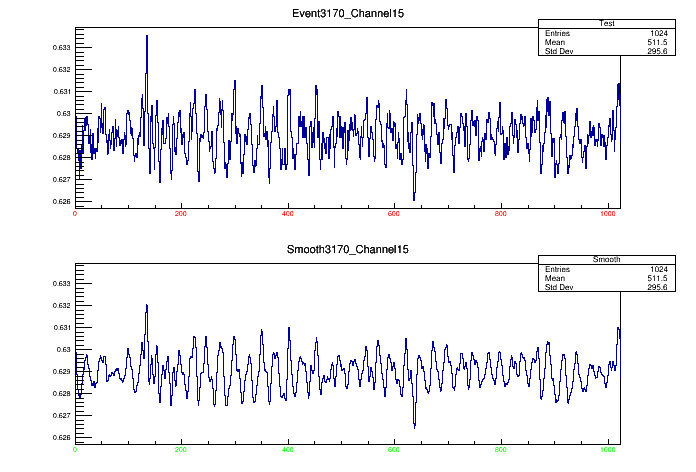 Event3170_Channel15
Test
Entries 1024
Mean 511.5
Std Dev 295.6
0.633
0.632
0.631
0.63
0.629
0.628
0.627
0.626
0 200 400 600 800 1000
Smooth3170_Channel15
Smooth
Entries 1024
Mean 511.5
Std Dev 295.6
0.633
0.632
0.631
0.63
0.629
0.628
0.627
0.626
0 200 400 600 800 1000